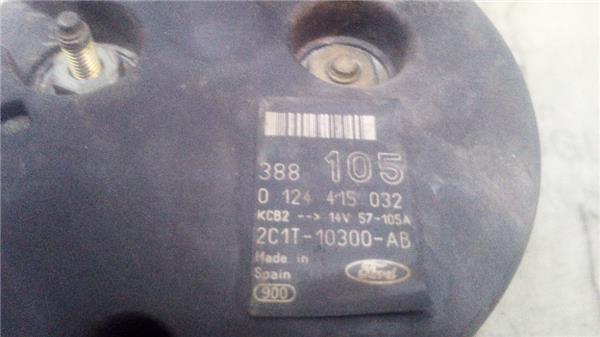 388 105
0 124 415 032
KCB2 --> 14V 57-105A
2C1T-10300-AB
Made in
Spain
Ford
900